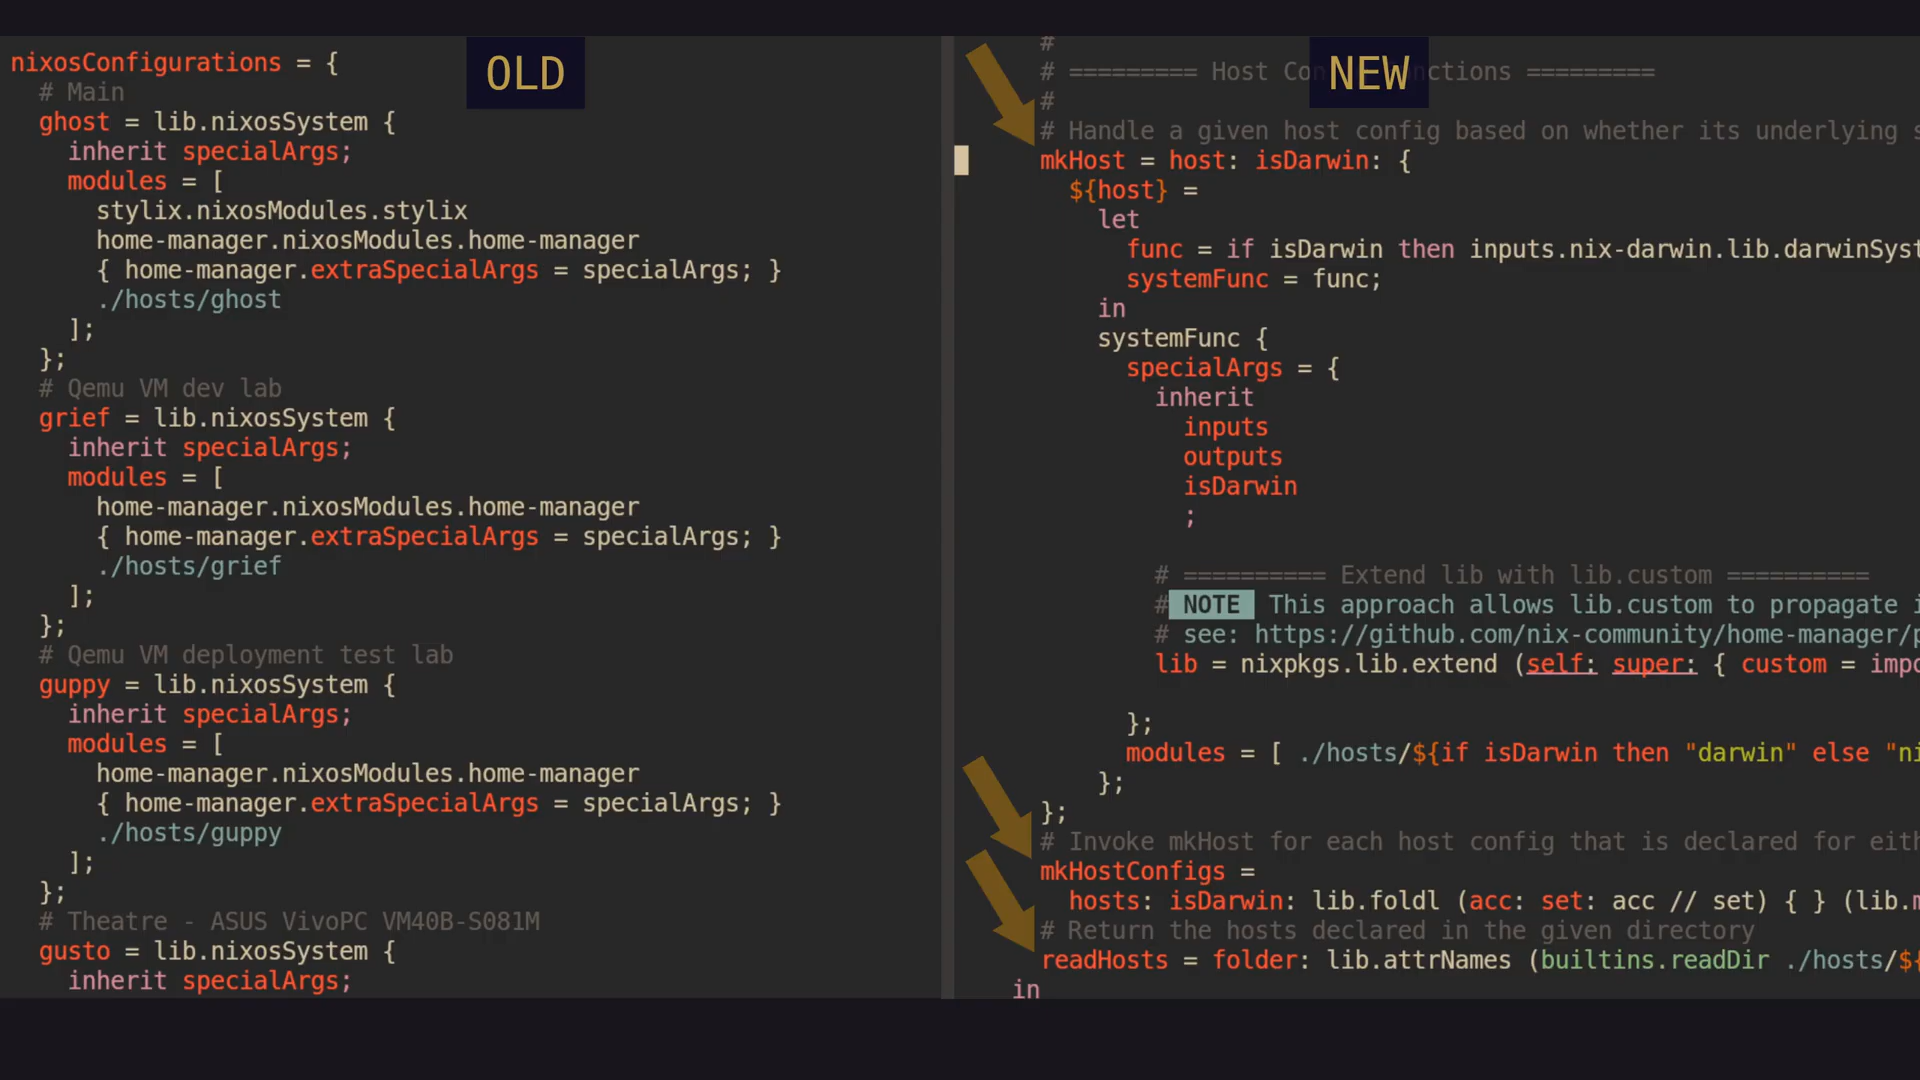 OLD
nixosConfigurations = {
# Main
ghost = lib.nixosSystem {
inherit specialArgs;
modules = [
stylix.nixosModules.stylix
home-manager.nixosModules.home-manager
{ home-manager.extraSpecialArgs = specialArgs; }
./hosts/ghost
];
};
# Qemu VM dev lab
grief = lib.nixosSystem {
inherit specialArgs;
modules = [
home-manager.nixosModules.home-manager
{ home-manager.extraSpecialArgs = specialArgs; }
./hosts/grief
];
};
# Qemu VM deployment test lab
guppy = lib.nixosSystem {
inherit specialArgs;
modules = [
home-manager.nixosModules.home-manager
{ home-manager.extraSpecialArgs = specialArgs; }
./hosts/guppy
];
};
# Theatre - ASUS VivoPC VM40B-S081M
gusto = lib.nixosSystem {
inherit specialArgs;
NEW
#
# ========= Host =========
#
# Handle a given host config based on whether its underlying
mkHost = host: isDarwin: {
${host} =
let
func = if isDarwin then inputs.nix-darwin.lib.darwinSyst
systemFunc = func;
in
systemFunc {
specialArgs = {
inherit
inputs
outputs
isDarwin
;
# ========== Extend lib with lib.custom ==========
# NOTE This approach allows lib.custom to propagate
# see: https://github.com/nix-community/home-manager/p
lib = nixpkgs.lib.extend (self: super: { custom = impo
};
modules = [ ./hosts/${if isDarwin then "darwin" else "ni
};
};
# Invoke mkHost for each host config that is declared for eith
mkHostConfigs =
hosts: isDarwin: lib.foldl (acc: set: acc // set) { } (lib.m
# Return the hosts declared in the given directory
readHosts = folder: lib.attrNames (builtins.readDir ./hosts/${
in